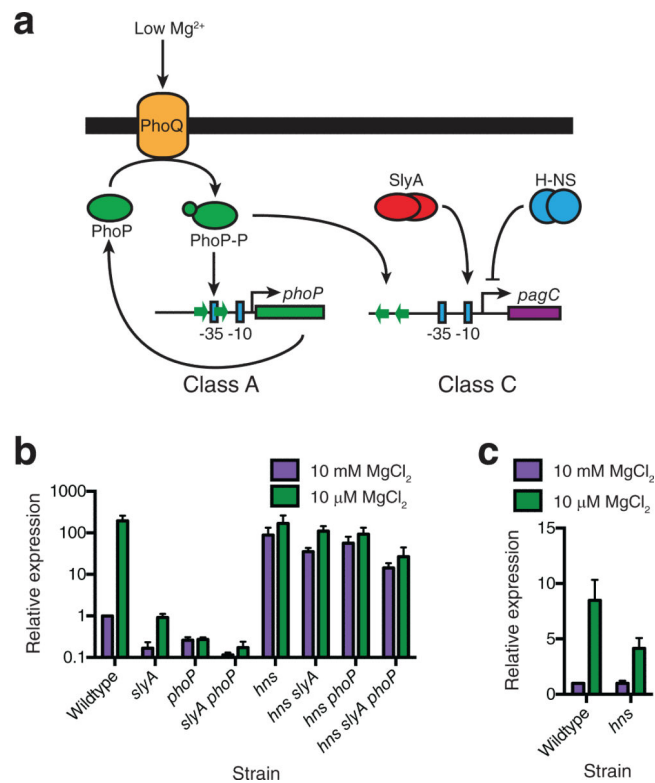 a
Low Mg²⁺
PhoQ
PhoP
PhoP-P
SlyA
H-NS
phoP
-35 -10
pagC
-35 -10
Class A
Class C
b
10 mM MgCl₂
10 µM MgCl₂
Relative expression
1000
100
10
1
0.1
Wildtype
slyA
phoP
slyA phoP
hns
hns slyA
hns phoP
hns slyA phoP
Strain
c
10 mM MgCl₂
10 µM MgCl₂
Relative expression
15
10
5
0
Wildtype
hns
Strain